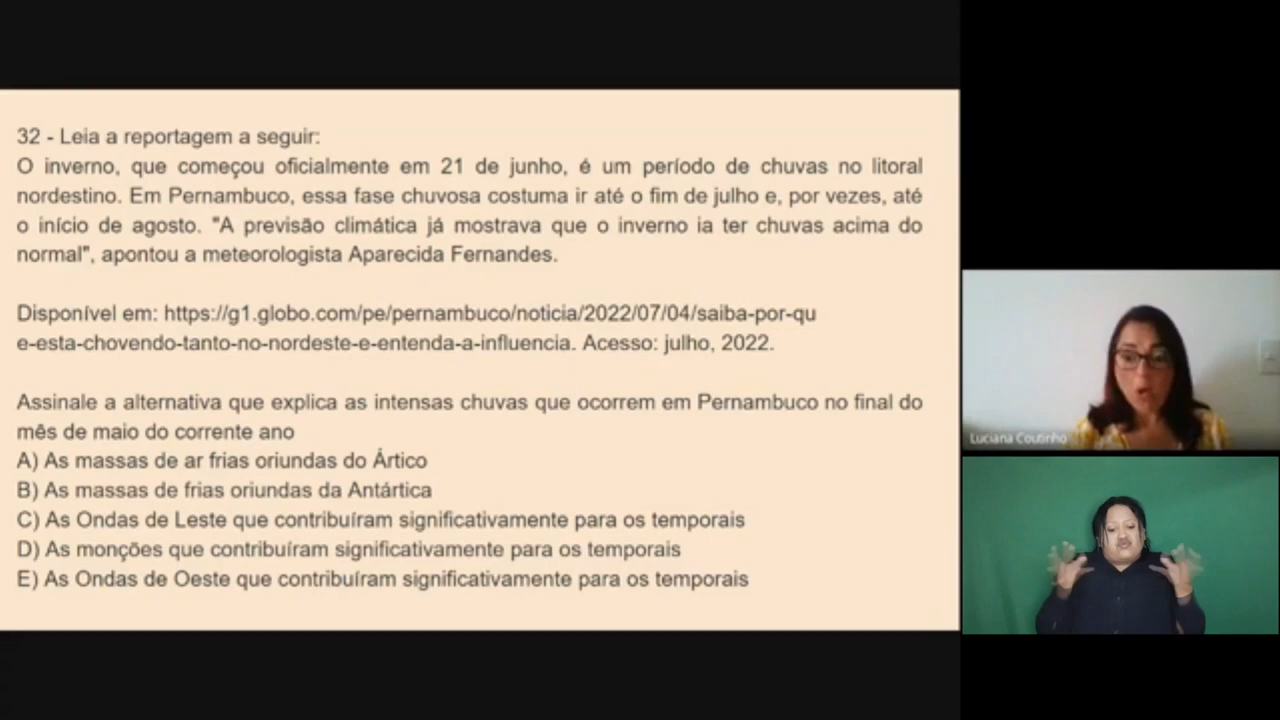 32 - Leia a reportagem a seguir:
O inverno, que começou oficialmente em 21 de junho, é um período de chuvas no litoral
nordestino. Em Pernambuco, essa fase chuvosa costuma ir até o fim de julho e, por vezes, até
o início de agosto. "A previsão climática já mostrava que o inverno ia ter chuvas acima do
normal", apontou a meteorologista Aparecida Fernandes.
Disponível em: https://g1.globo.com/pe/pernambuco/noticia/2022/07/04/saiba-por-qu
e-esta-chovendo-tanto-no-nordeste-e-entenda-a-influencia. Acesso: julho, 2022.
Assinale a alternativa que explica as intensas chuvas que ocorrem em Pernambuco no final do
mês de maio do corrente ano
A) As massas de ar frias oriundas do Ártico
B) As massas de frias oriundas da Antártica
C) As Ondas de Leste que contribuíram significativamente para os temporais
D) As monções que contribuíram significativamente para os temporais
E) As Ondas de Oeste que contribuíram significativamente para os temporais
Luciana Coutinho